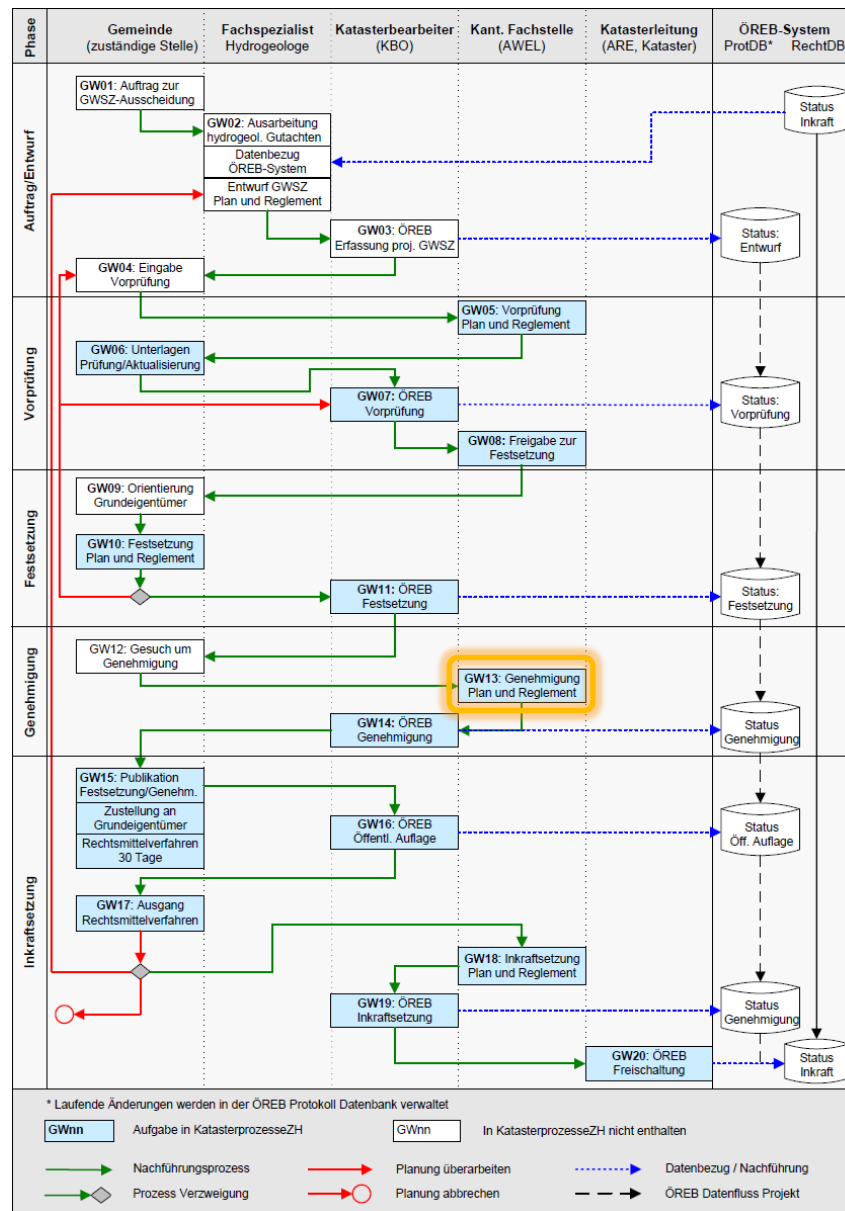 Phase
Gemeinde
(zuständige Stelle)
Fachspezialist
Hydrogeologe
Katasterbearbeiter
(KBO)
Kant. Fachstelle
(AWEL)
Katasterleitung
(ARE, Kataster)
ÖREB-System
ProtDB* RechtDB
Auftrag/Entwurf
GW01: Auftrag zur
GWSZ-Ausscheidung
Status
Inkraft
GW02: Ausarbeitung
hydrogeol. Gutachten
Datenbezug
ÖREB-System
Entwurf GWSZ
Plan und Reglement
GW03: ÖREB
Erfassung proj. GWSZ
Status:
Entwurf
GW04: Eingabe
Vorprüfung
Vorprüfung
GW05: Vorprüfung
Plan und Reglement
GW06: Unterlagen
Prüfung/Aktualisierung
GW07: ÖREB
Vorprüfung
Status:
Vorprüfung
GW08: Freigabe zur
Festsetzung
Festsetzung
GW09: Orientierung
Grundeigentümer
GW10: Festsetzung
Plan und Reglement
GW11: ÖREB
Festsetzung
Status:
Festsetzung
Genehmigung
GW12: Gesuch um
Genehmigung
GW13: Genehmigung
Plan und Reglement
GW14: ÖREB
Genehmigung
Status
Genehmigung
Inkraftsetzung
GW15: Publikation
Festsetzung/Genehm.
Zustellung an
Grundeigentümer
Rechtsmittelverfahren
30 Tage
GW16: ÖREB
Öffentl. Auflage
Status
Öff. Auflage
GW17: Ausgang
Rechtsmittelverfahren
GW18: Inkraftsetzung
Plan und Reglement
GW19: ÖREB
Inkraftsetzung
Status
Genehmigung
GW20: ÖREB
Freischaltung
Status
Inkraft
* Laufende Änderungen werden in der ÖREB Protokoll Datenbank verwaltet
GWnn Aufgabe in KatasterprozesseZH
GWnn In KatasterprozesseZH nicht enthalten
Nachführungsprozess
Planung überarbeiten
Datenbezug / Nachführung
Prozess Verzweigung
Planung abbrechen
ÖREB Datenfluss Projekt